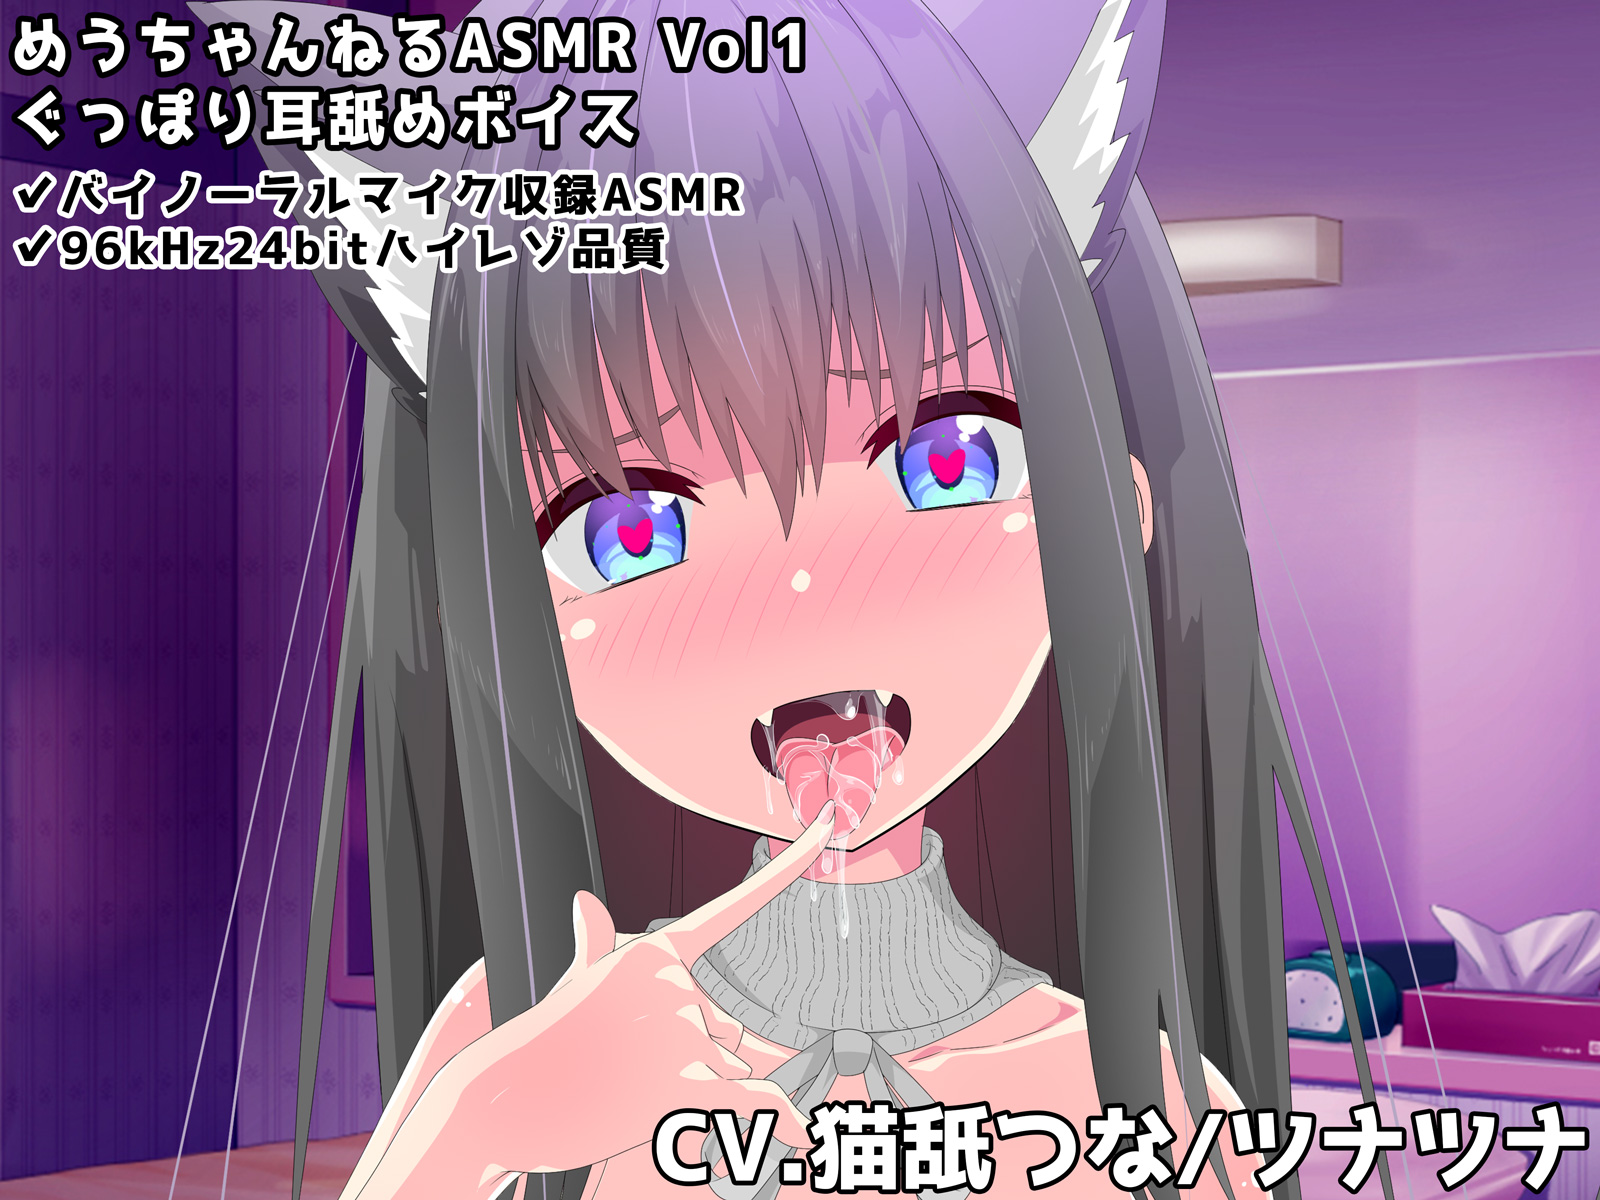 めうちゃんねるASMR Vol1
ぐっぽり耳舐めボイス
✓バイノーラルマイク収録ASMR
✓96kHz24bitハイレゾ品質
CV.猫舐つな/ツナツナ